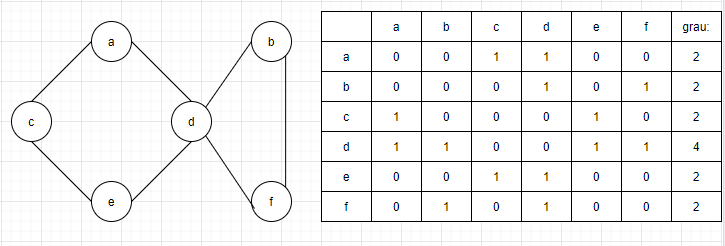 a
b
c
d
e
f
a b c d e f grau:
a 0 0 1 1 0 0 2
b 0 0 0 1 0 1 2
c 1 0 0 0 1 0 2
d 1 1 0 0 1 1 4
e 0 0 1 1 0 0 2
f 0 1 0 1 0 0 2